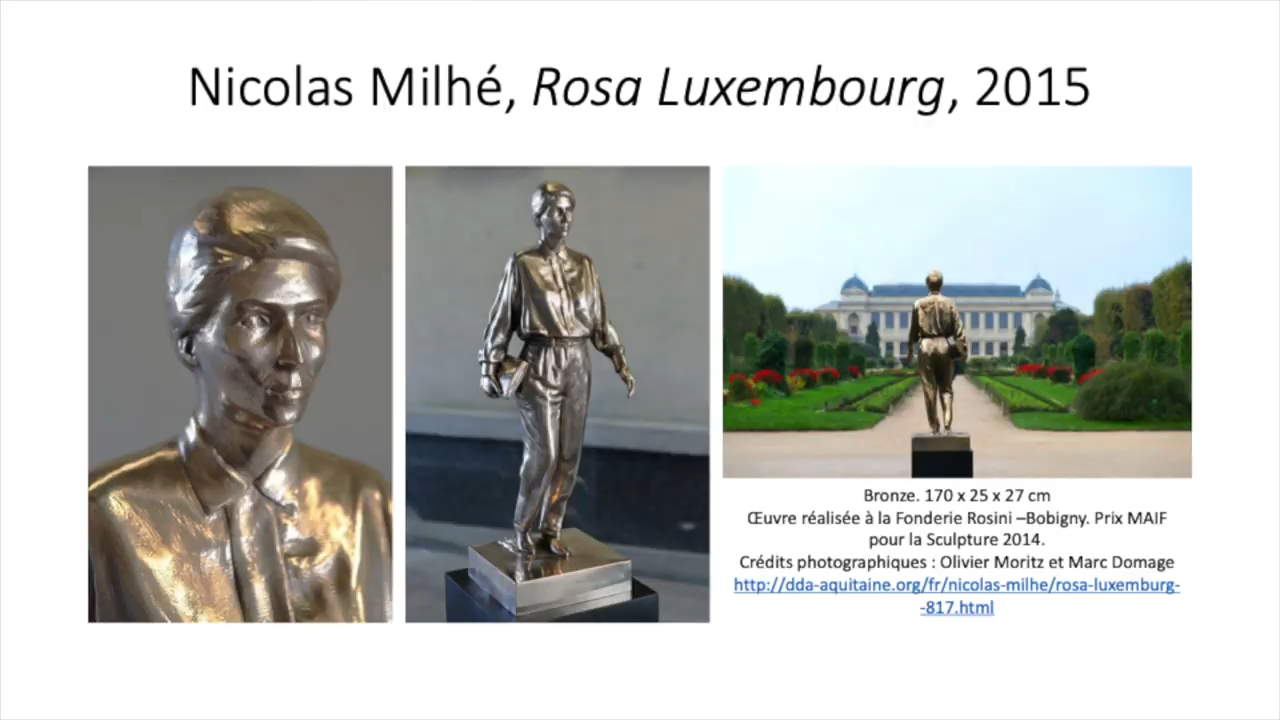 Nicolas Milhé, Rosa Luxembourg, 2015
Bronze. 170 x 25 x 27 cm
Œuvre réalisée à la Fonderie Rosini –Bobigny. Prix MAIF
pour la Sculpture 2014.
Crédits photographiques : Olivier Moritz et Marc Domage
http://dda-aquitaine.org/fr/nicolas-milhe/rosa-luxemburg-
-817.html